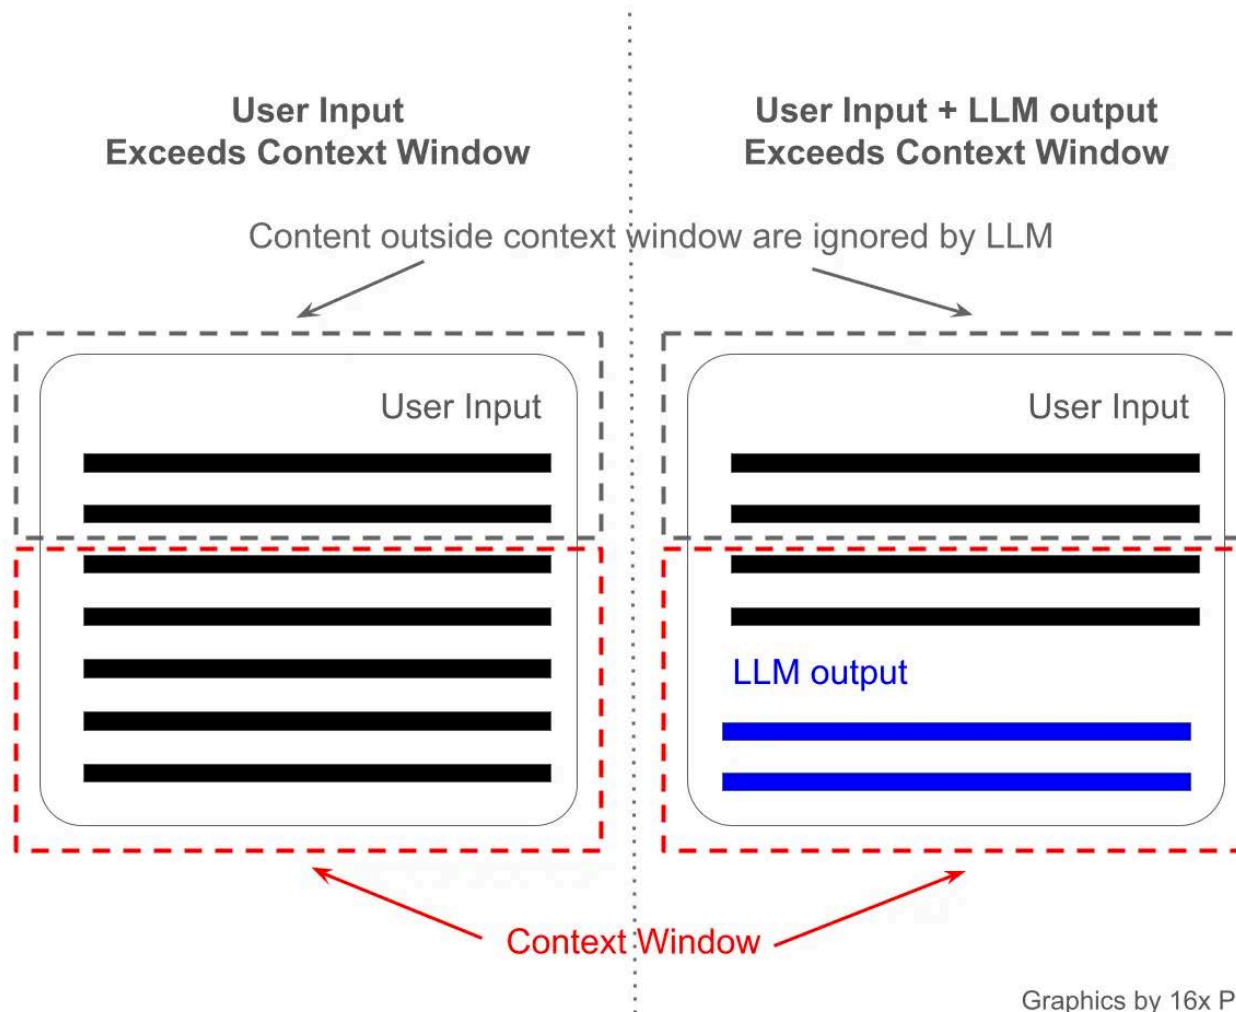 User Input
Exceeds Context Window
User Input + LLM output
Exceeds Context Window
Content outside context window are ignored by LLM
User Input
User Input
LLM output
Context Window
Graphics by 16x P